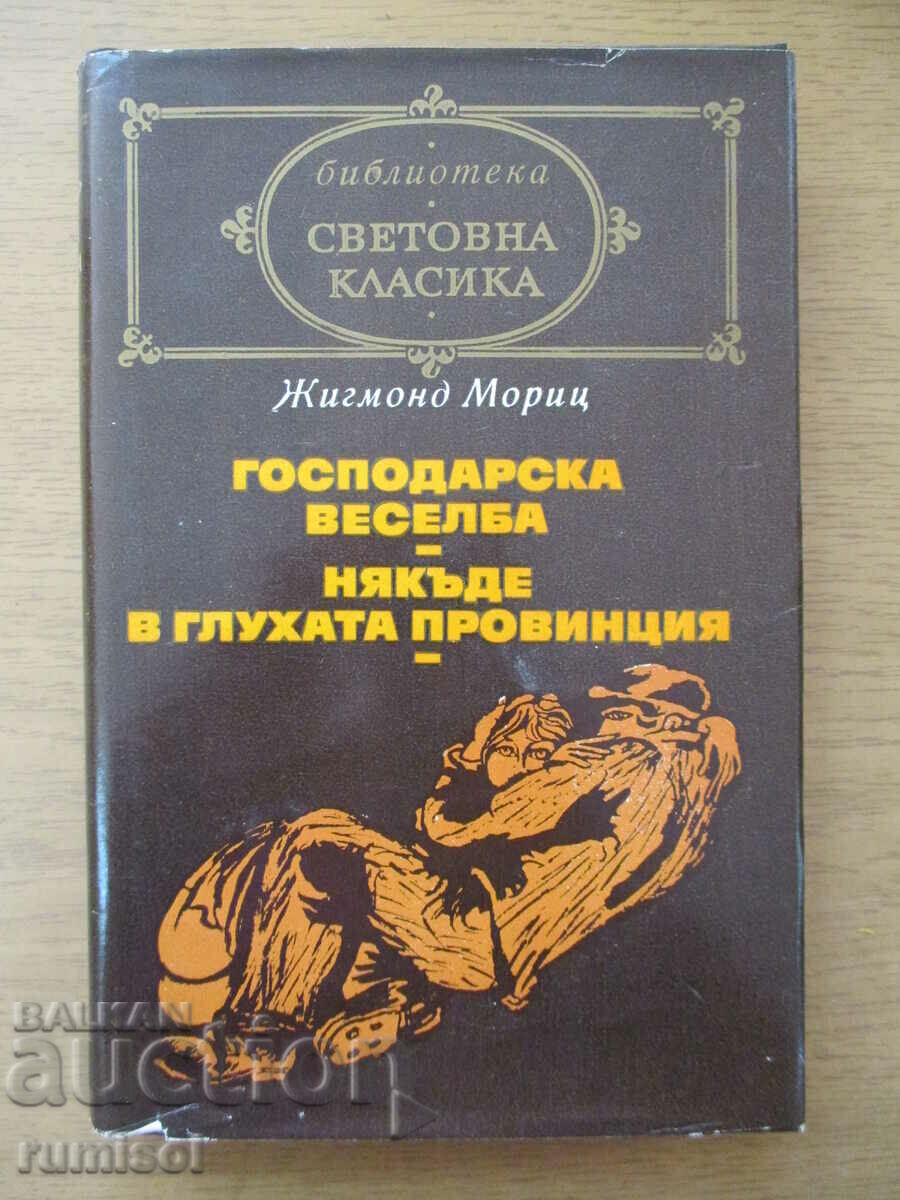 библиотека
СВЕТОВНА
КЛАСИКА
Жигмонд Мориц
ГОСПОДАРСКА
ВЕСЕЛБА
–
НЯКЪДЕ
В ГЛУХАТА ПРОВИНЦИЯ
–
BALKAN
auction
rumisol